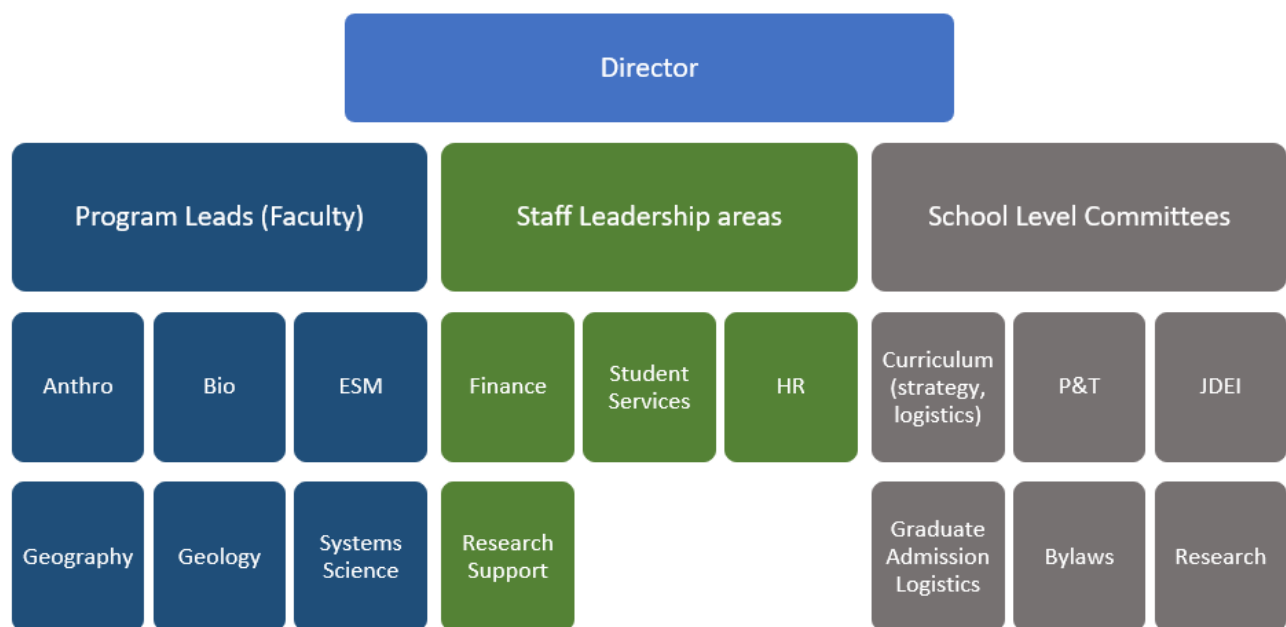 Director
Program Leads (Faculty)
Staff Leadership areas
School Level Committees
Anthro
Bio
ESM
Finance
Student
Services
HR
Curriculum
(strategy,
logistics)
P&T
JDEI
Geography
Geology
Systems
Science
Research
Support
Graduate
Admission
Logistics
Bylaws
Research